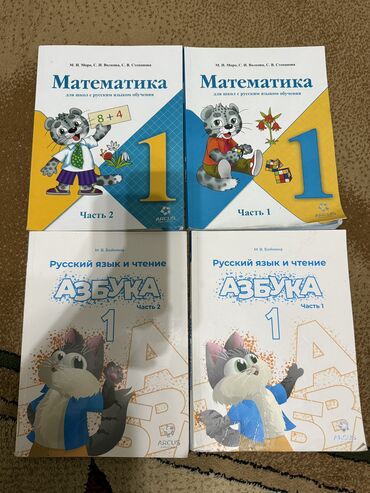 М. И. Моро, С. И. Волкова, С. В. Степанова
Математика
для школ с русским языком обучения
8+4
1
Часть 2
ARCUS
М. И. Моро, С. И. Волкова, С. В. Степанова
Математика
для школ с русским языком обучения
1
Часть 1
ARCUS
Русский язык и чтение
АЗБУКА
Часть 2
1
А
Б
В
ARCUS
Русский язык и чтение
АЗБУКА
Часть 1
1
А
Б
В
ARCUS